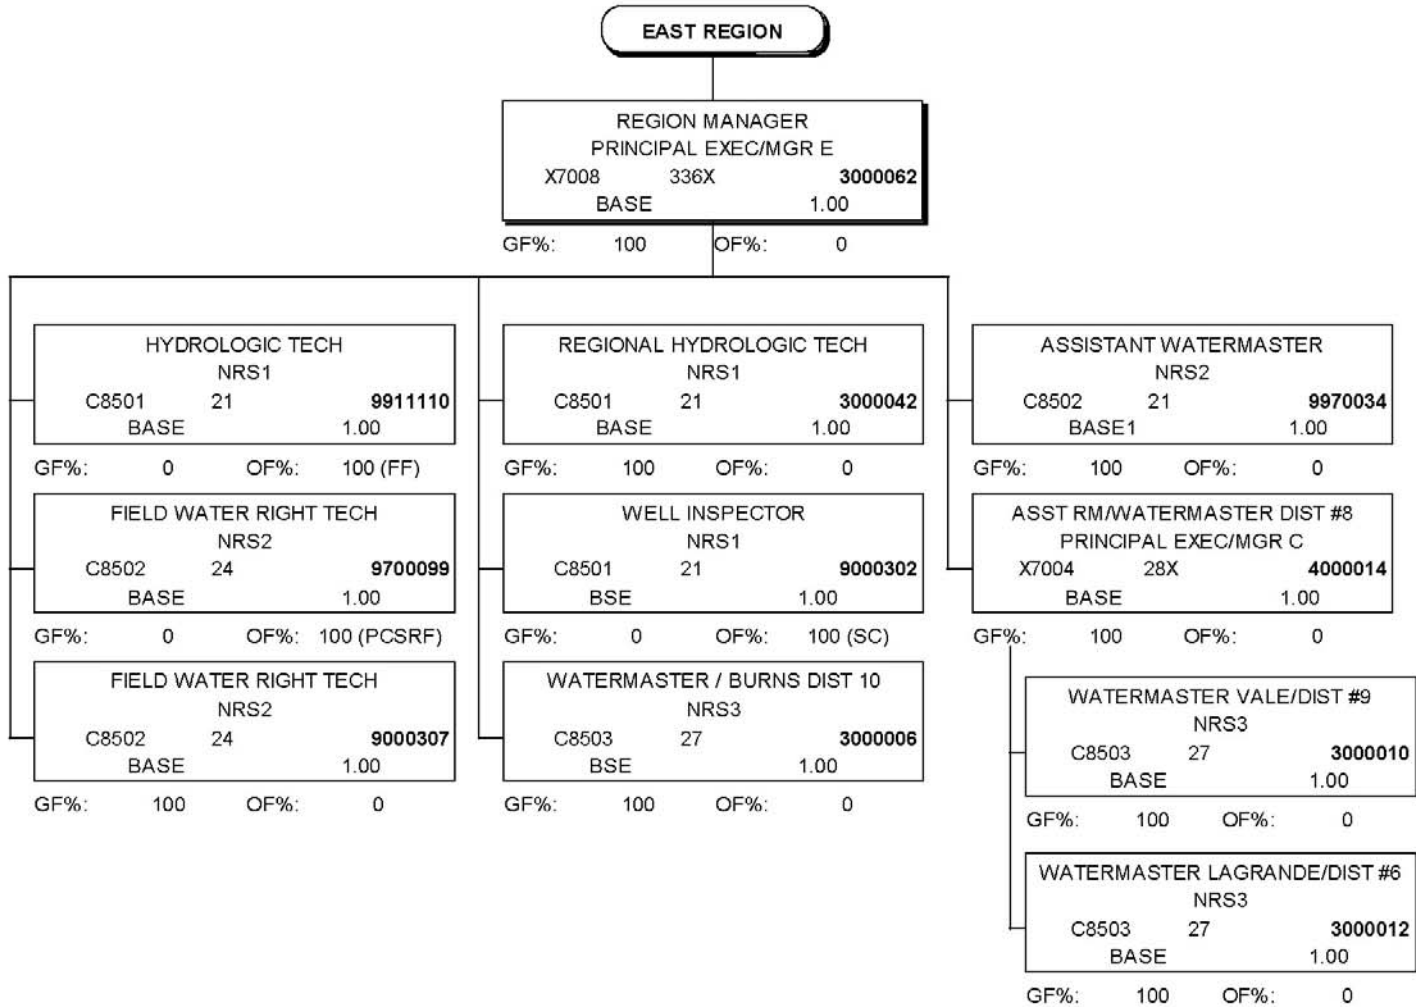 EAST REGION
REGION MANAGER
PRINCIPAL EXEC/MGR E
X7008 336X 3000062
BASE 1.00
GF%: 100 OF%: 0
HYDROLOGIC TECH
NRS1
C8501 21 9911110
BASE 1.00
GF%: 0 OF%: 100 (FF)
FIELD WATER RIGHT TECH
NRS2
C8502 24 9700099
BASE 1.00
GF%: 0 OF%: 100 (PCSRF)
FIELD WATER RIGHT TECH
NRS2
C8502 24 9000307
BASE 1.00
GF%: 100 OF%: 0
REGIONAL HYDROLOGIC TECH
NRS1
C8501 21 3000042
BASE 1.00
GF%: 100 OF%: 0
WELL INSPECTOR
NRS1
C8501 21 9000302
BSE 1.00
GF%: 0 OF%: 100 (SC)
WATERMASTER / BURNS DIST 10
NRS3
C8503 27 3000006
BSE 1.00
GF%: 100 OF%: 0
ASSISTANT WATERMASTER
NRS2
C8502 21 9970034
BASE1 1.00
GF%: 100 OF%: 0
ASST RM/WATERMASTER DIST #8
PRINCIPAL EXEC/MGR C
X7004 28X 4000014
BASE 1.00
GF%: 100 OF%: 0
WATERMASTER VALE/DIST #9
NRS3
C8503 27 3000010
BASE 1.00
GF%: 100 OF%: 0
WATERMASTER LAGRANDE/DIST #6
NRS3
C8503 27 3000012
BASE 1.00
GF%: 100 OF%: 0